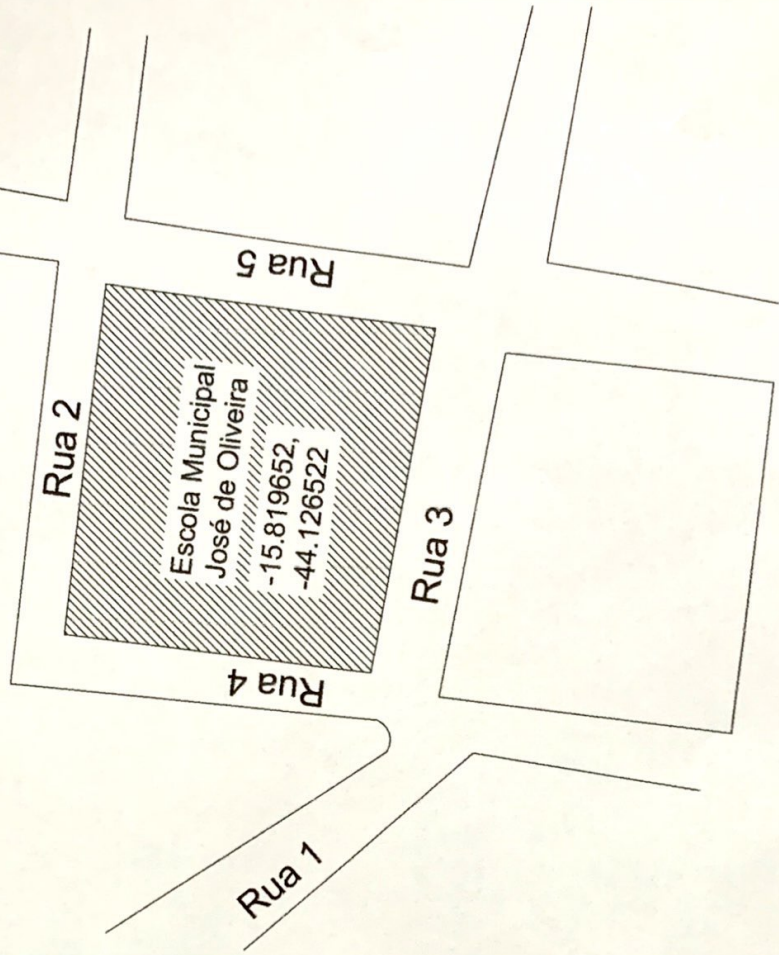 Rua 2
Rua 5
Escola Municipal
José de Oliveira
-15.819652,
-44.126522
Rua 4
Rua 3
Rua 1